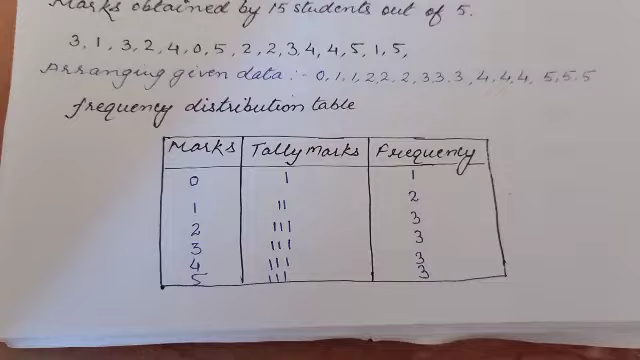 Marks obtained by 15 students out of 5.
3, 1, 3, 2, 4, 0, 5, 2, 2, 3, 4, 4, 5, 1, 5,
Arranging given data :- 0, 1, 1, 2, 2, 2, 3, 3, 3, 4, 4, 4, 5, 5, 5
frequency distribution table
Marks Tally marks Frequency
0 | 1
1 || 2
2 ||| 3
3 ||| 3
4 ||| 3
5 ||| 3